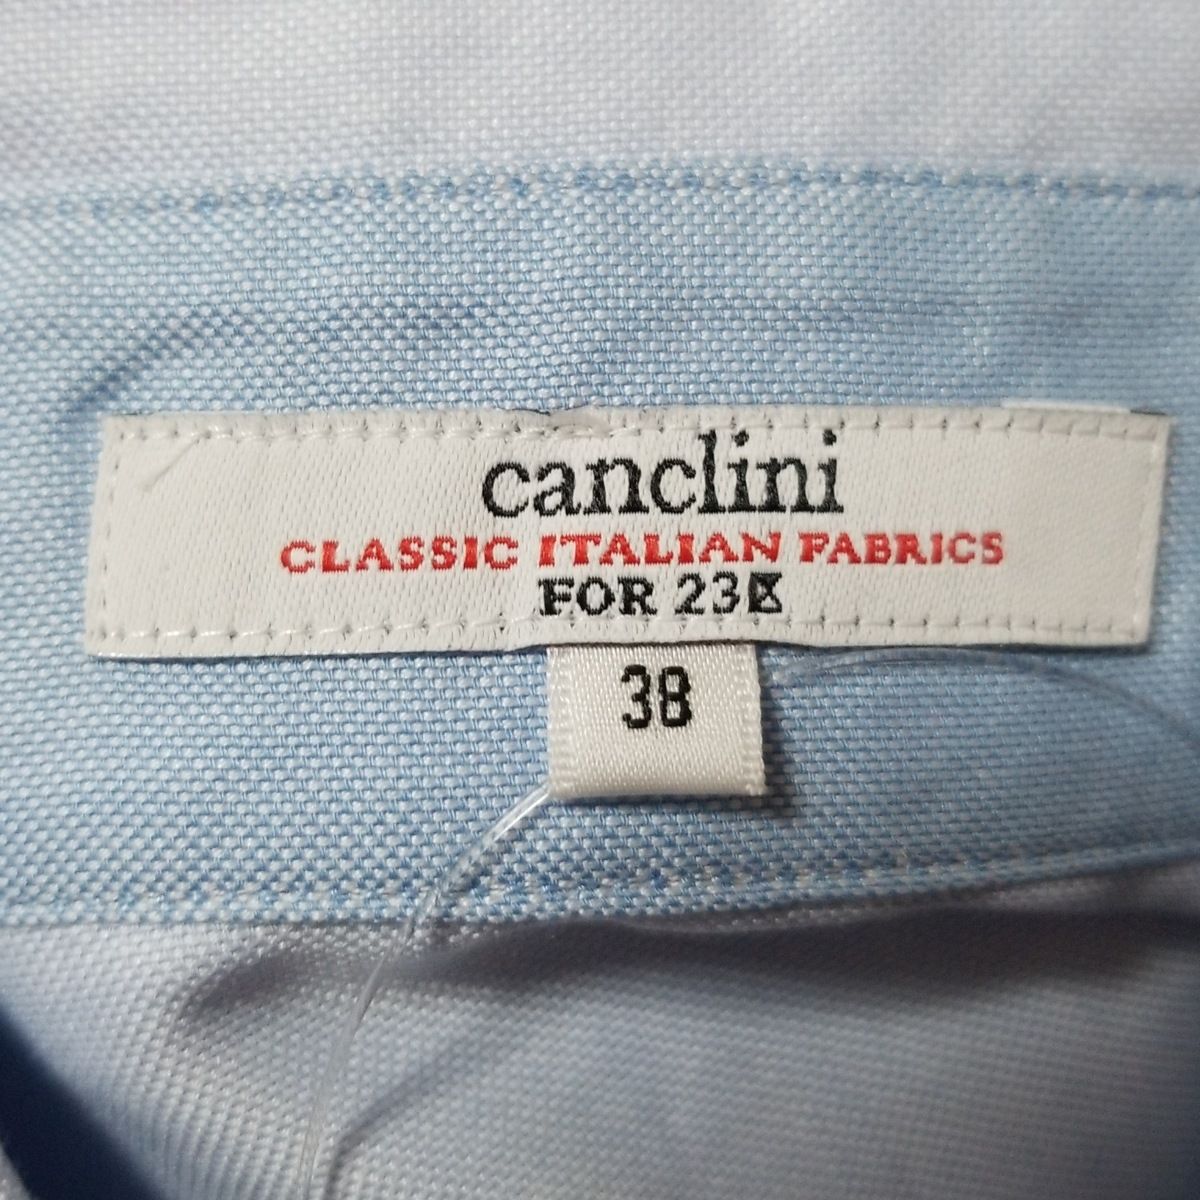 canclini
CLASSIC ITALIAN FABRICS
FOR 23区
38